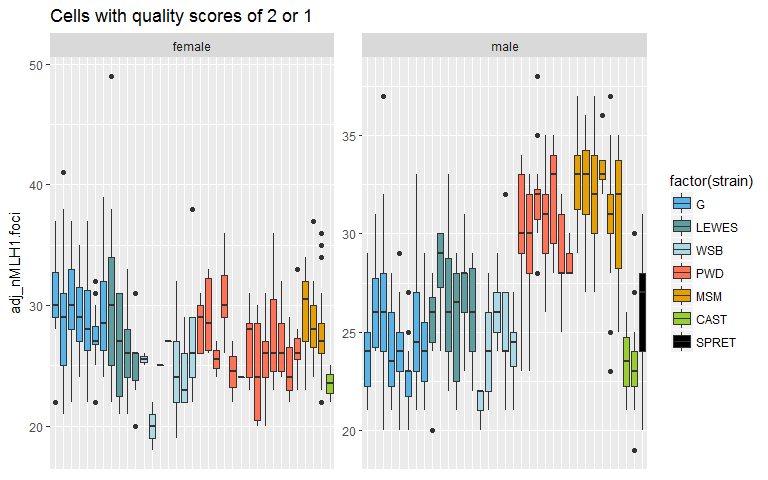 Cells with quality scores of 2 or 1
female
male
adj_nMLH1.foci
50
40
30
20
35
30
25
20
factor(strain)
G
LEWES
WSB
PWD
MSM
CAST
SPRET